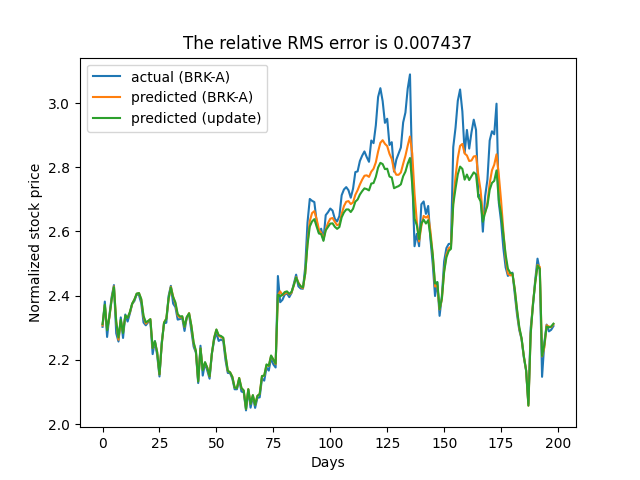 The relative RMS error is 0.007437
actual (BRK-A)
predicted (BRK-A)
predicted (update)
Normalized stock price
3.0
2.8
2.6
2.4
2.2
2.0
0 25 50 75 100 125 150 175 200
Days